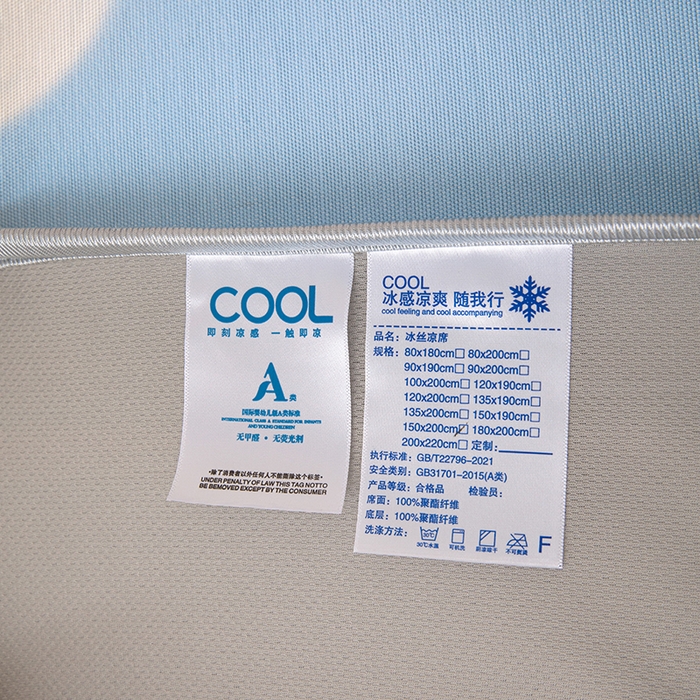 COOL
即刻凉感 一触即凉
A类
国际婴幼儿级A类标准
INTERNATIONAL CLASS A STANDARD FOR INFANTS
AND YOUNG CHILDREN
无甲醛 • 无荧光剂
*除了消费者以外任何人不能撕除这个标签*
UNDER PENALTY OF LAW THIS TAG NOTTO
BE BEMOVED EXCEPT BY THE CONSUMER
COOL
冰感凉爽 随我行
cool feeling and cool accompanying
品名：冰丝凉席
规格：80x180cm□ 80x200cm□
90x190cm□ 90x200cm□
100x200cm□ 120x190cm□
120x200cm□ 135x190cm□
135x200cm□ 150x190cm□
150x200cm☑ 180x200cm□
200x220cm□ 定制：
执行标准：GB/T22796-2021
安全类别：GB31701-2015(A类)
产品等级：合格品 检验员：
席面：100%聚酯纤维
底层：100%聚酯纤维
洗涤方法：
30℃
30℃水温 可机洗 阴凉晾干 不可熨烫
F